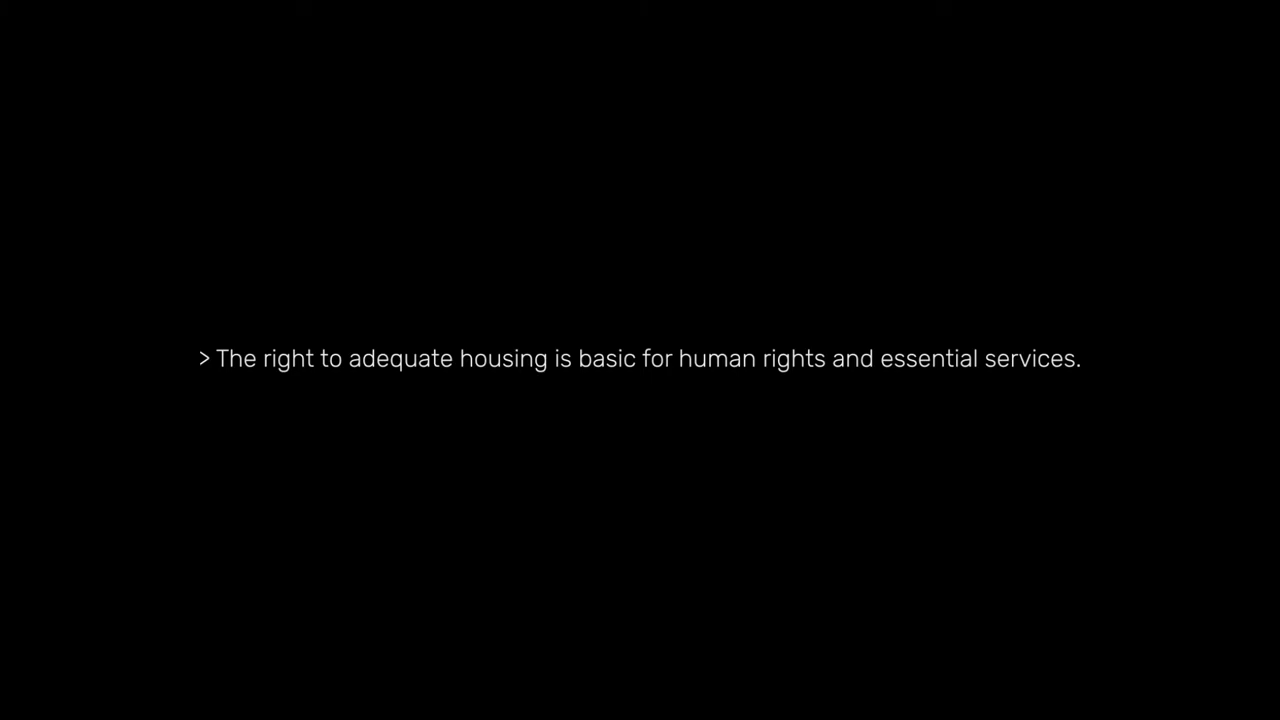 > The right to adequate housing is basic for human rights and essential services.